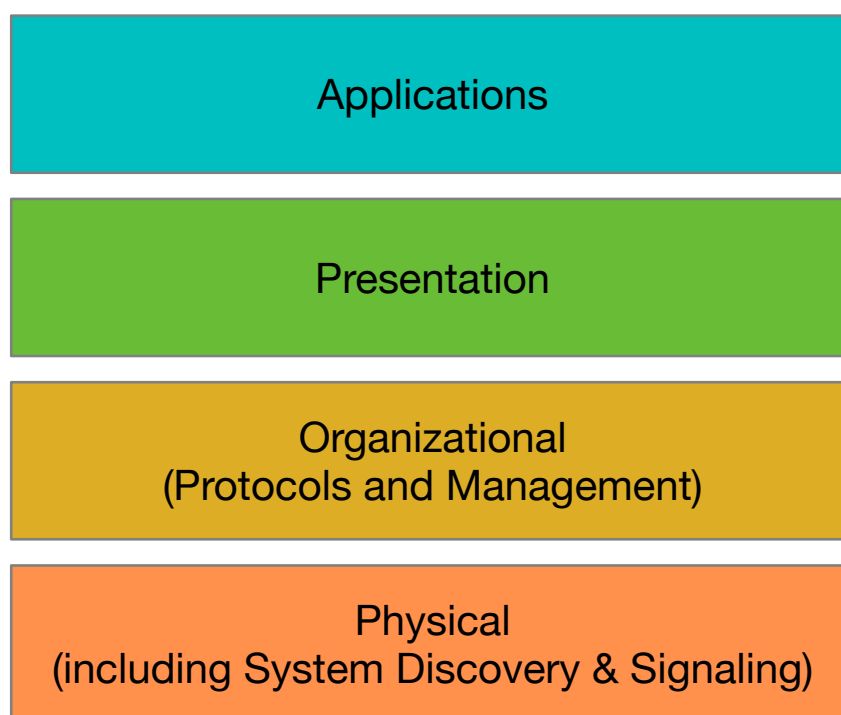 Applications
Presentation
Organizational
(Protocols and Management)
Physical
(including System Discovery & Signaling)